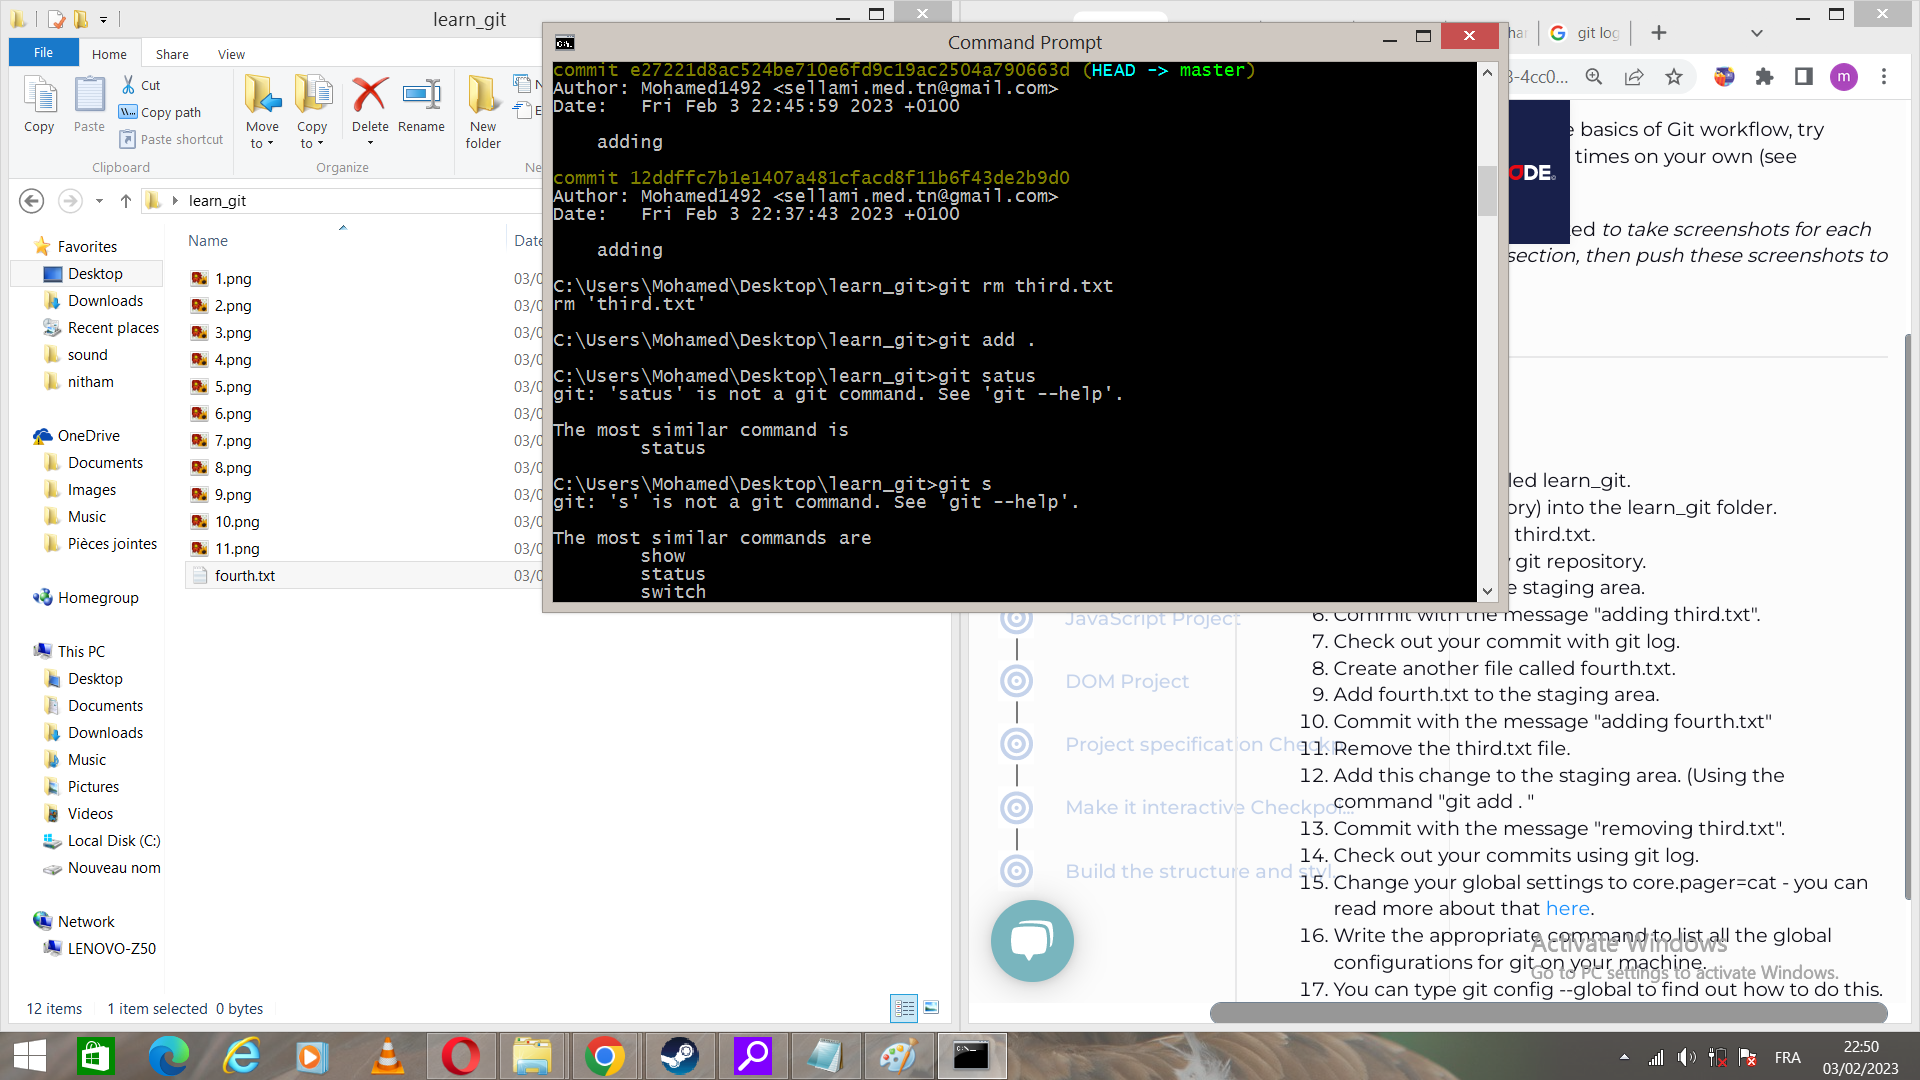 learn_git
File
Home
Share
View
Copy
Paste
Cut
Copy path
Paste shortcut
Clipboard
Move to
Copy to
Delete
Rename
Organize
New folder
Ne
learn_git
Name
Date
Favorites
Desktop
Downloads
Recent places
sound
nitham
OneDrive
Documents
Images
Music
Pièces jointes
Homegroup
This PC
Desktop
Documents
Downloads
Music
Pictures
Videos
Local Disk (C:)
Nouveau nom
Network
LENOVO-Z50
1.png 03/0
2.png 03/0
3.png 03/0
4.png 03/0
5.png 03/0
6.png 03/0
7.png 03/0
8.png 03/0
9.png 03/0
10.png 03/0
11.png 03/0
fourth.txt 03/0
12 items 1 item selected 0 bytes
Command Prompt
commit e27221d8ac524be710e6fd9c19ac2504a790663d (HEAD -> master)
Author: Mohamed1492 <sellami.med.tn@gmail.com>
Date: Fri Feb 3 22:45:59 2023 +0100
adding
commit 12ddffc7b1e1407a481cfacd8f11b6f43de2b9d0
Author: Mohamed1492 <sellami.med.tn@gmail.com>
Date: Fri Feb 3 22:37:43 2023 +0100
adding
C:\Users\Mohamed\Desktop\learn_git>git rm third.txt
rm 'third.txt'
C:\Users\Mohamed\Desktop\learn_git>git add .
C:\Users\Mohamed\Desktop\learn_git>git satus
git: 'satus' is not a git command. See 'git --help'.
The most similar command is
status
C:\Users\Mohamed\Desktop\learn_git>git s
git: 's' is not a git command. See 'git --help'.
The most similar commands are
show
status
switch
git log
3-4cc0...
m
e basics of Git workflow, try
times on your own (see
ODE
ed to take screenshots for each
section, then push these screenshots to
led learn_git.
ory) into the learn_git folder.
third.txt.
git repository.
e staging area.
6. Commit with the message "adding third.txt".
7. Check out your commit with git log.
8. Create another file called fourth.txt.
9. Add fourth.txt to the staging area.
10. Commit with the message "adding fourth.txt"
11. Remove the third.txt file.
12. Add this change to the staging area. (Using the
command "git add . "
13. Commit with the message "removing third.txt".
14. Check out your commits using git log.
15. Change your global settings to core.pager=cat - you can
read more about that here.
16. Write the appropriate command to list all the global
configurations for git on your machine.
17. You can type git config --global to find out how to do this.
JavaScript Project
DOM Project
Project specification Checkp
Make it interactive Checkpoi...
Build the structure and styl...
Activate Windows
Go to PC settings to activate Windows.
FRA
22:50
03/02/2023